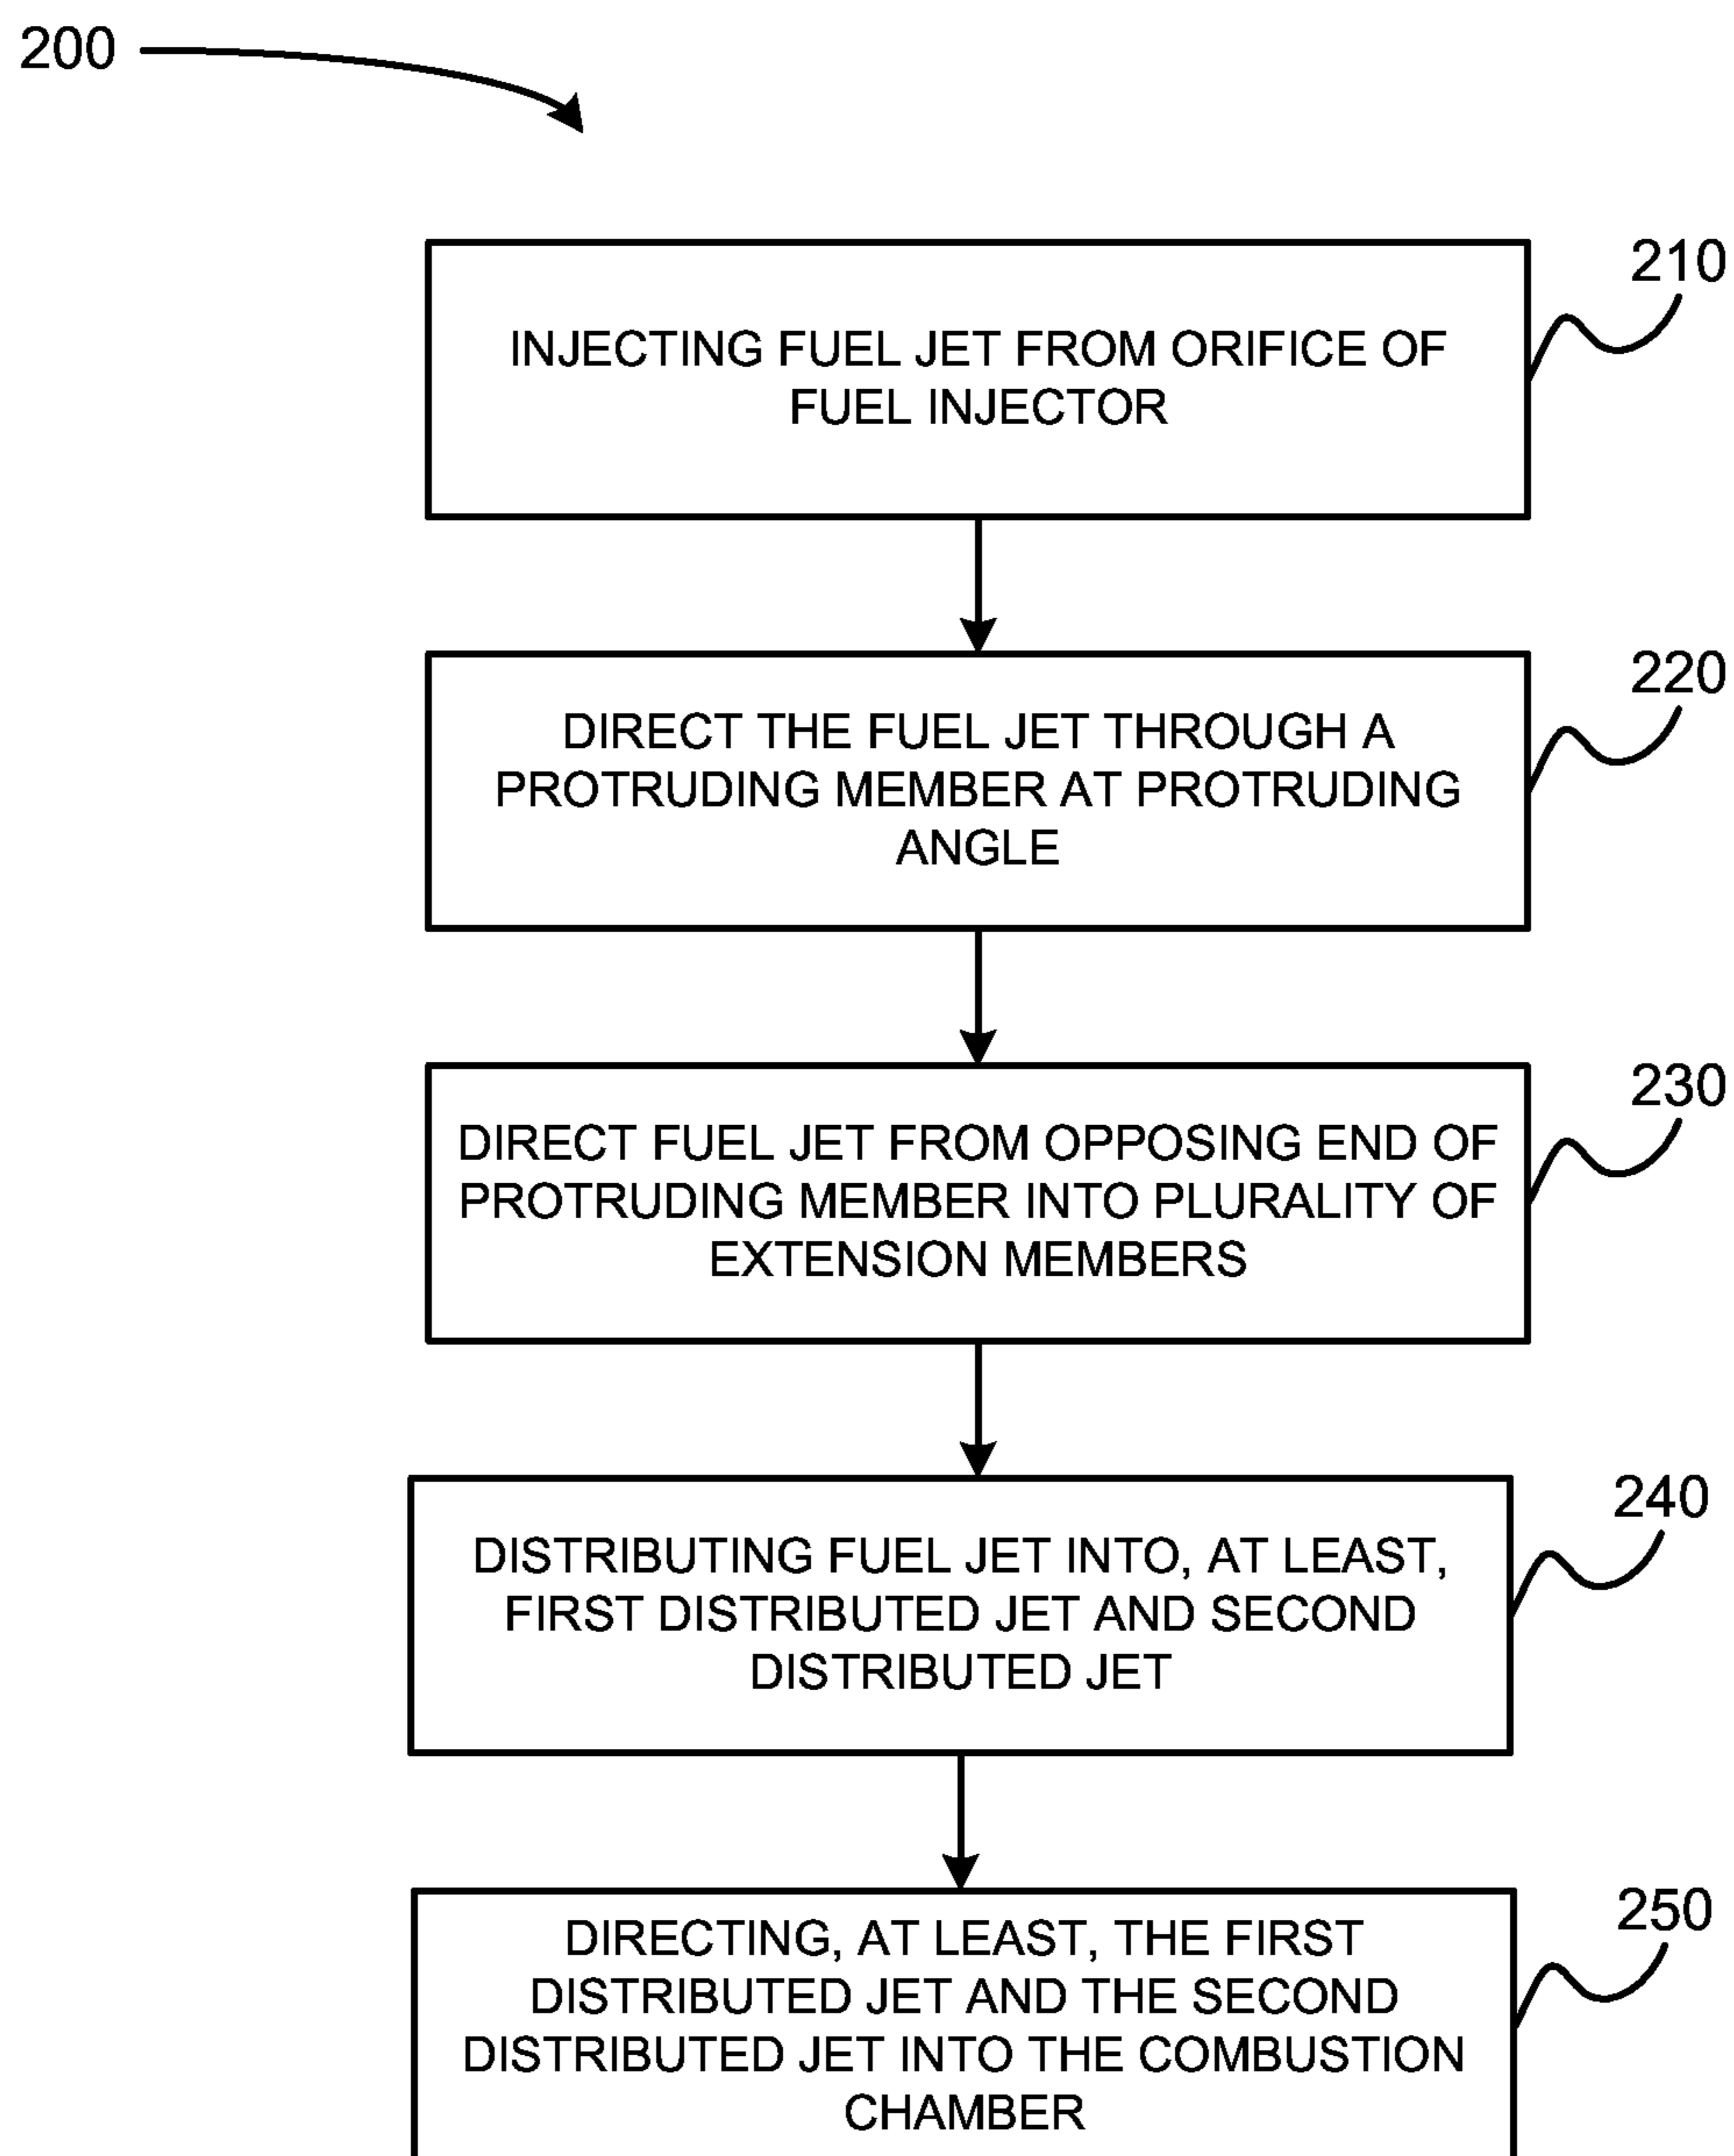 200
210
INJECTING FUEL JET FROM ORIFICE OF
FUEL INJECTOR
220
DIRECT THE FUEL JET THROUGH A
PROTRUDING MEMBER AT PROTRUDING
ANGLE
230
DIRECT FUEL JET FROM OPPOSING END OF
PROTRUDING MEMBER INTO PLURALITY OF
EXTENSION MEMBERS
240
DISTRIBUTING FUEL JET INTO, AT LEAST,
FIRST DISTRIBUTED JET AND SECOND
DISTRIBUTED JET
250
DIRECTING, AT LEAST, THE FIRST
DISTRIBUTED JET AND THE SECOND
DISTRIBUTED JET INTO THE COMBUSTION
CHAMBER